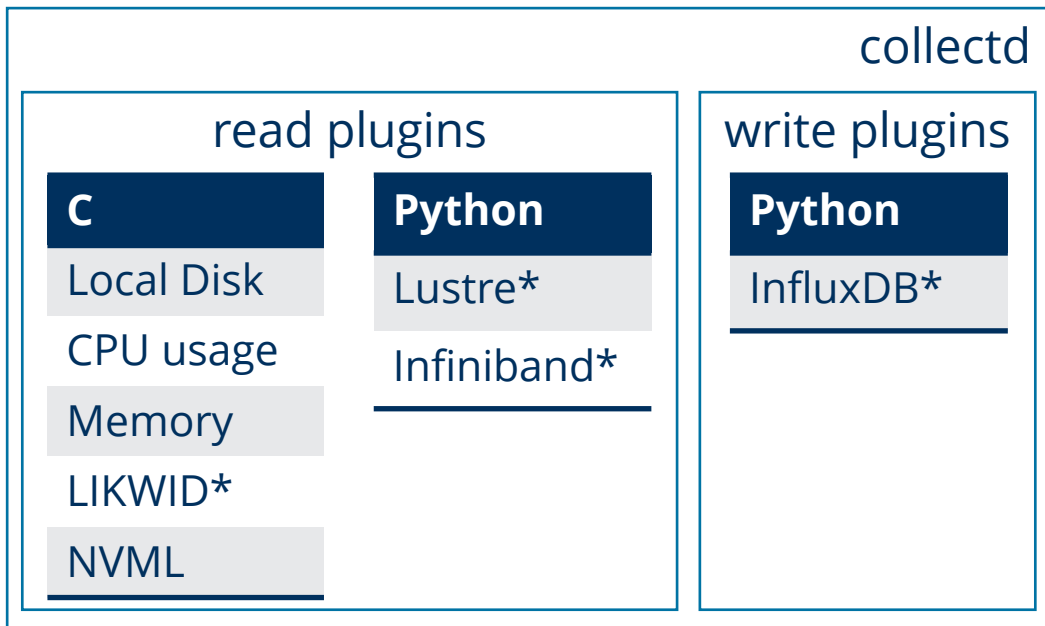 collectd
read plugins
C
Local Disk
CPU usage
Memory
LIKWID*
NVML
Python
Lustre*
Infiniband*
write plugins
Python
InfluxDB*